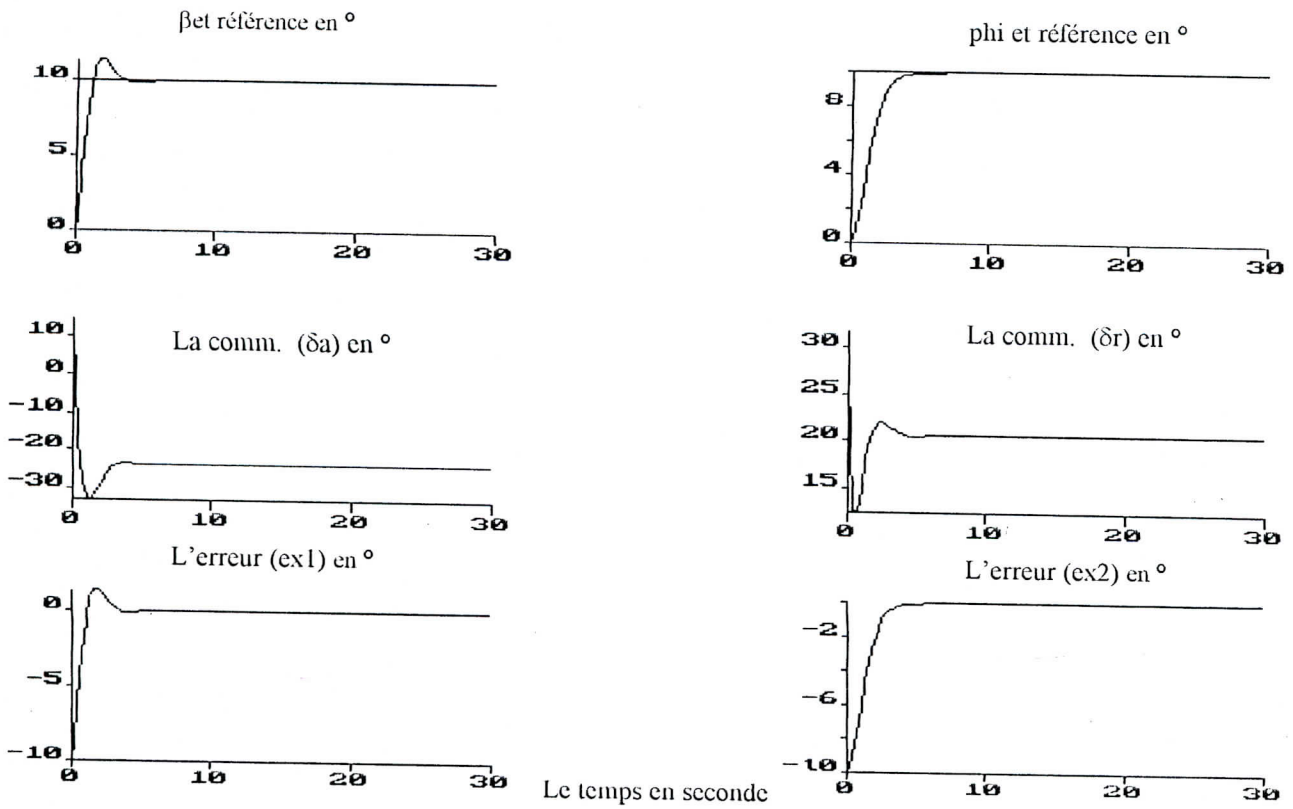 βet référence en °
10
5
0
0 10 20 30
phi et référence en °
8
4
0
0 10 20 30
La comm. (δa) en °
10
0
-10
-20
-30
0 10 20 30
La comm. (δr) en °
30
25
20
15
0 10 20 30
L'erreur (ex1) en °
0
-5
-10
0 10 20 30
L'erreur (ex2) en °
-2
-6
-10
0 10 20 30
Le temps en seconde